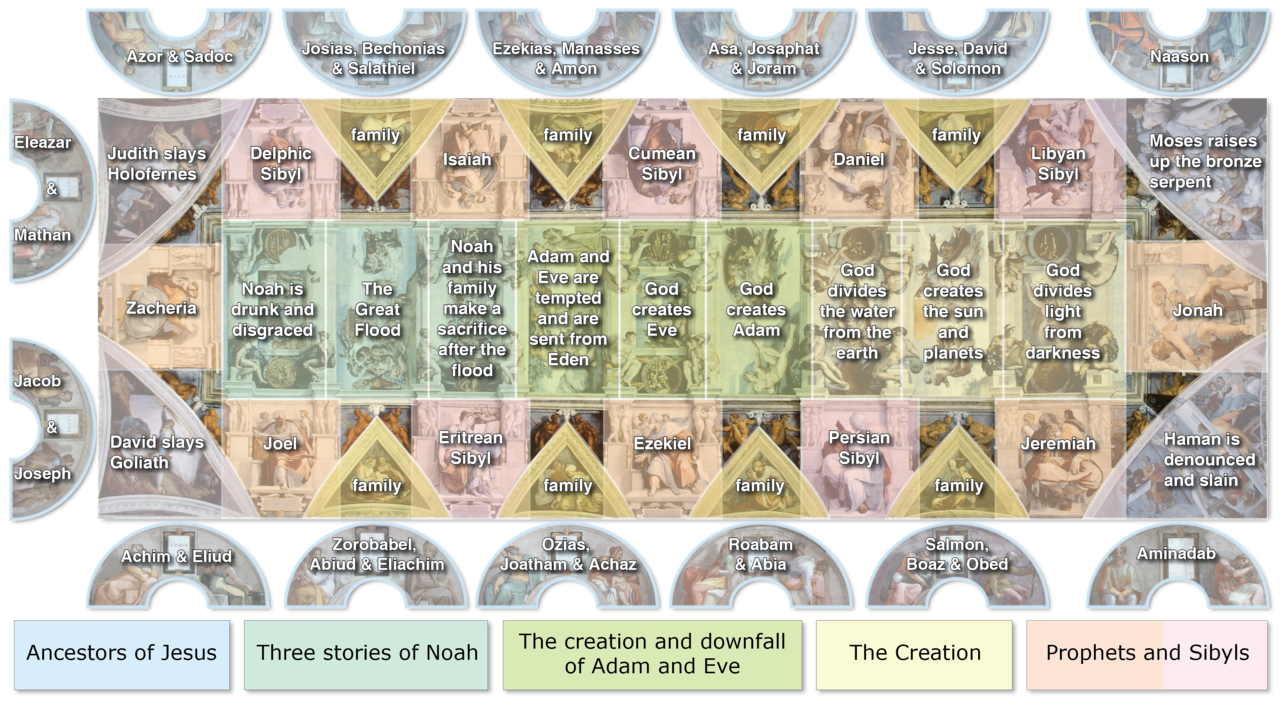 Azor & Sadoc
Josias, Bechonias
& Salathiel
Ezekias, Manasses
& Amon
Asa, Josaphat
& Joram
Jesse, David
& Solomon
Naason
Eleazar
&
Mathan
Judith slays
Holofernes
Delphic
Sibyl
family
Isaiah
family
Cumean
Sibyl
family
Daniel
family
Libyan
Sibyl
Moses raises
up the bronze
serpent
Zacheria
Noah is
drunk and
disgraced
The
Great
Flood
Noah
and his
family
make a
sacrifice
after the
flood
Adam and
Eve are
tempted
and are
sent from
Eden
God
creates
Eve
God
creates
Adam
God
divides
the water
from the
earth
God
creates
the sun
and
planets
God
divides
light
from
darkness
Jonah
Jacob
&
Joseph
David slays
Goliath
Joel
family
Eritrean
Sibyl
family
Ezekiel
family
Persian
Sibyl
family
Jeremiah
Haman is
denounced
and slain
Achim & Eliud
Zorobabel,
Abiud & Eliachim
Ozias,
Joatham & Achaz
Roabam
& Abia
Salmon,
Boaz & Obed
Aminadab
Ancestors of Jesus
Three stories of Noah
The creation and downfall
of Adam and Eve
The Creation
Prophets and Sibyls